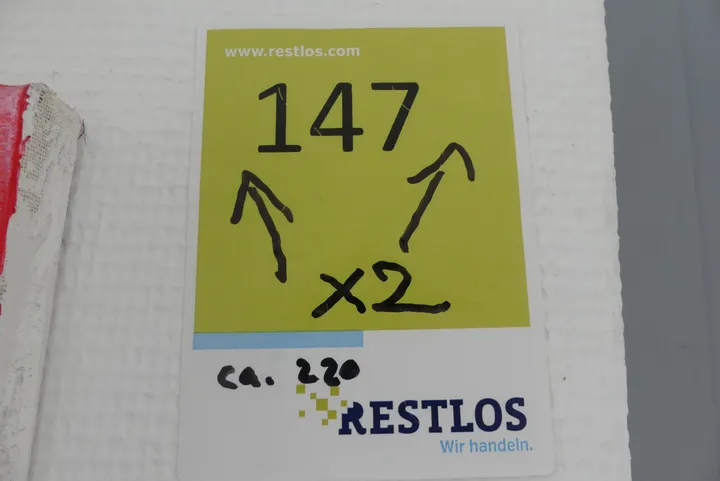 www.restlos.com
147
x2
ca. 220
RESTLOS
Wir handeln.